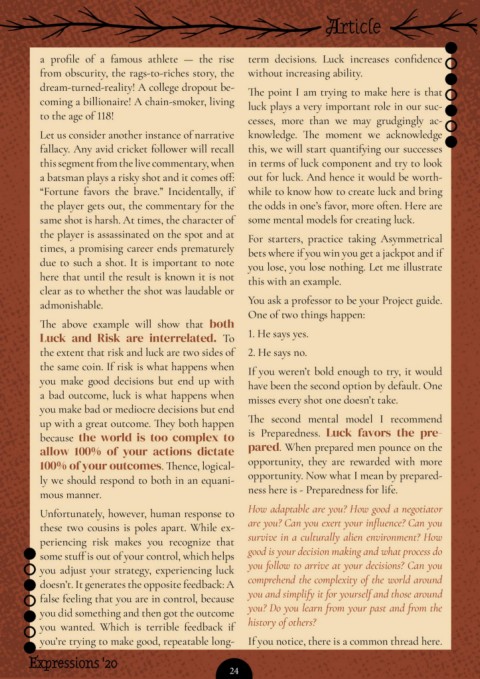 Article
a profile of a famous athlete — the rise
from obscurity, the rags-to-riches story, the
dream-turned-reality! A college dropout be-
coming a billionaire! A chain-smoker, living
to the age of 118!
Let us consider another instance of narrative
fallacy. Any avid cricket follower will recall
this segment from the live commentary, when
a batsman plays a risky shot and it comes off:
“Fortune favors the brave.” Incidentally, if
the player gets out, the commentary for the
same shot is harsh. At times, the character of
the player is assassinated on the spot and at
times, a promising career ends prematurely
due to such a shot. It is important to note
here that until the result is known it is not
clear as to whether the shot was laudable or
admonishable.
The above example will show that both
Luck and Risk are interrelated. To
the extent that risk and luck are two sides of
the same coin. If risk is what happens when
you make good decisions but end up with
a bad outcome, luck is what happens when
you make bad or mediocre decisions but end
up with a great outcome. They both happen
because the world is too complex to
allow 100% of your actions dictate
100% of your outcomes. Thence, logical-
ly we should respond to both in an equani-
mous manner.
Unfortunately, however, human response to
these two cousins is poles apart. While ex-
periencing risk makes you recognize that
some stuff is out of your control, which helps
you adjust your strategy, experiencing luck
doesn’t. It generates the opposite feedback: A
false feeling that you are in control, because
you did something and then got the outcome
you wanted. Which is terrible feedback if
you’re trying to make good, repeatable long-
term decisions. Luck increases confidence
without increasing ability.
The point I am trying to make here is that
luck plays a very important role in our suc-
cesses, more than we may grudgingly ac-
knowledge. The moment we acknowledge
this, we will start quantifying our successes
in terms of luck component and try to look
out for luck. And hence it would be worth-
while to know how to create luck and bring
the odds in one’s favor, more often. Here are
some mental models for creating luck.
For starters, practice taking Asymmetrical
bets where if you win you get a jackpot and if
you lose, you lose nothing. Let me illustrate
this with an example.
You ask a professor to be your Project guide.
One of two things happen:
1. He says yes.
2. He says no.
If you weren’t bold enough to try, it would
have been the second option by default. One
misses every shot one doesn’t take.
The second mental model I recommend
is Preparedness. Luck favors the pre-
pared. When prepared men pounce on the
opportunity, they are rewarded with more
opportunity. Now what I mean by prepared-
ness here is - Preparedness for life.
How adaptable are you? How good a negotiator
are you? Can you exert your influence? Can you
survive in a culturally alien environment? How
good is your decision making and what process do
you follow to arrive at your decisions? Can you
comprehend the complexity of the world around
you and simplify it for yourself and those around
you? Do you learn from your past and from the
history of others?
If you notice, there is a common thread here.
Expressions '20
24